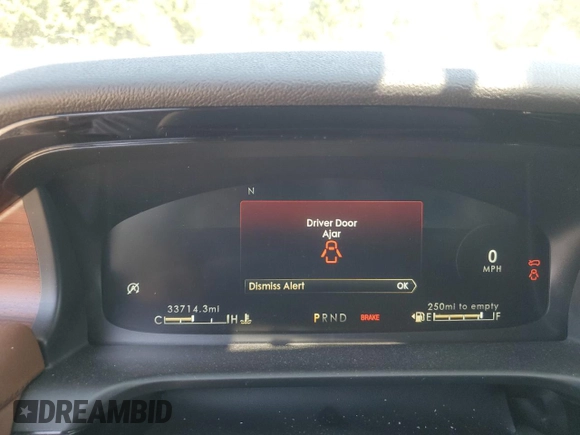 N
Driver Door
Ajar
Dismiss Alert OK
0
MPH
33714.3mi
250mi to empty
C H
PRND
BRAKE
E F
DREAMBID